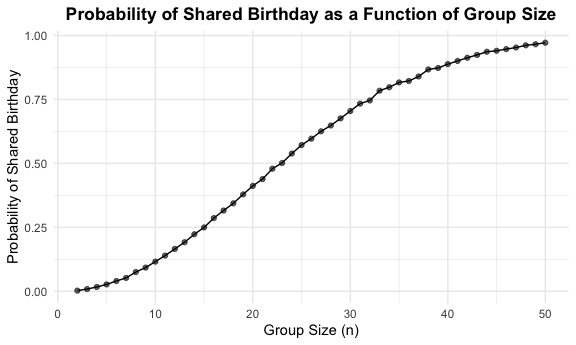 Probability of Shared Birthday as a Function of Group Size
1.00
0.75
0.50
0.25
0.00
Probability of Shared Birthday
0 10 20 30 40 50
Group Size (n)